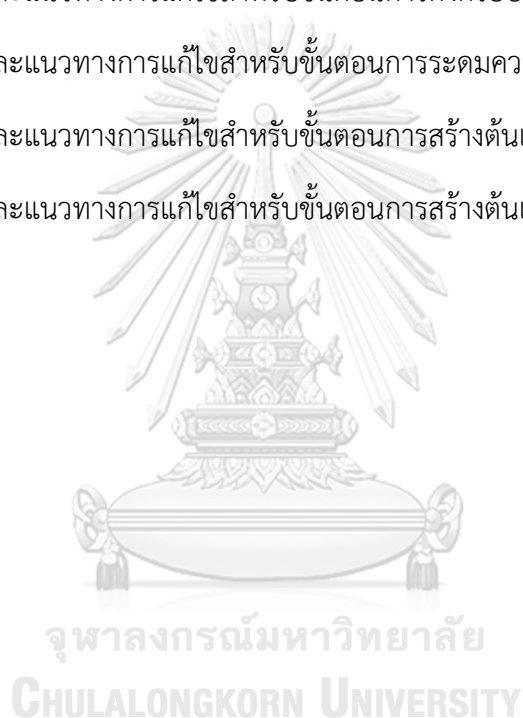 ละแนวทางการแก้ไขสำหรับขั้นตอนการระดมคว
ละแนวทางการแก้ไขสำหรับขั้นตอนการสร้างต้นแ
ละแนวทางการแก้ไขสำหรับขั้นตอนการสร้างต้นแ
จุฬาลงกรณ์มหาวิทยาลัย
CHULALONGKORN UNIVERSITY